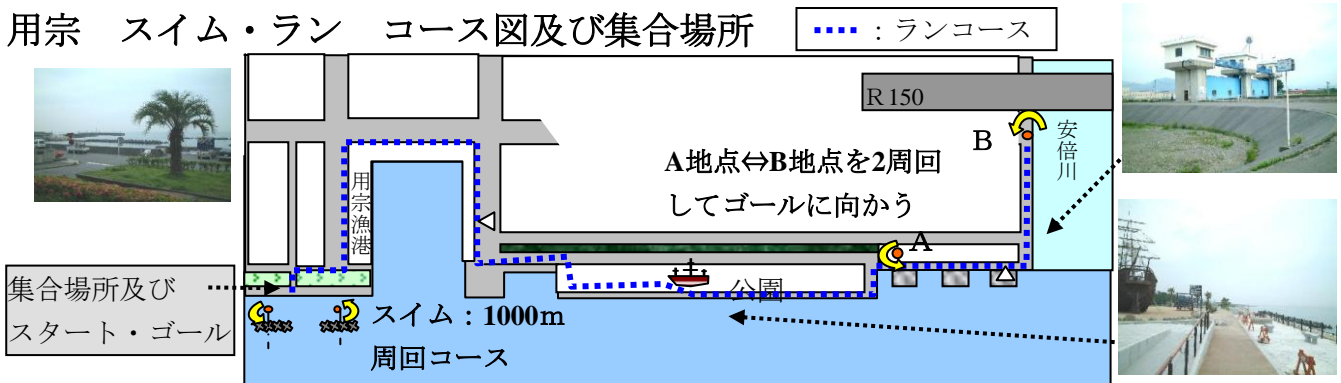 用宗　スイム・ラン　コース図及び集合場所
：ランコース
R150
B
安倍川
A地点⇔B地点を2周回
してゴールに向かう
用宗漁港
A
集合場所及び
スタート・ゴール
公園
スイム：1000m
周回コース